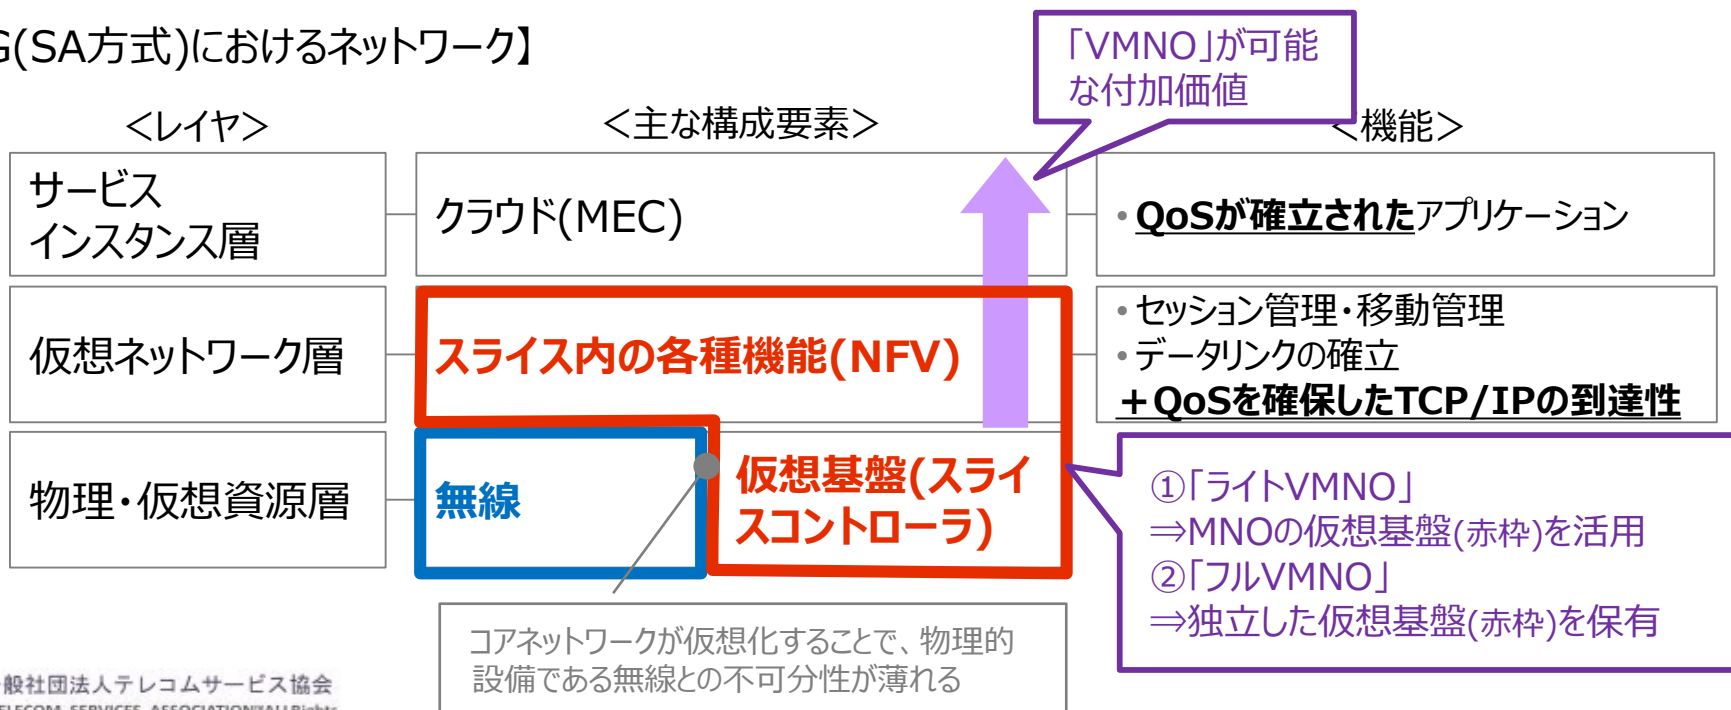 G(SA方式)におけるネットワーク】
「VMNO」が可能
な付加価値
<レイヤ>
<主な構成要素>
<機能>
サービス
インスタンス層
クラウド(MEC)
・QoSが確立されたアプリケーション
仮想ネットワーク層
スライス内の各種機能(NFV)
・セッション管理・移動管理
・データリンクの確立
＋QoSを確保したTCP/IPの到達性
物理・仮想資源層
無線
仮想基盤(スライ
スコントローラ)
①「ライトVMNO」
⇒MNOの仮想基盤(赤枠)を活用
②「フルVMNO」
⇒独立した仮想基盤(赤枠)を保有
コアネットワークが仮想化することで、物理的
設備である無線との不可分性が薄れる
般社団法人テレコムサービス協会
TELECOM SERVICES ASSOCIATION